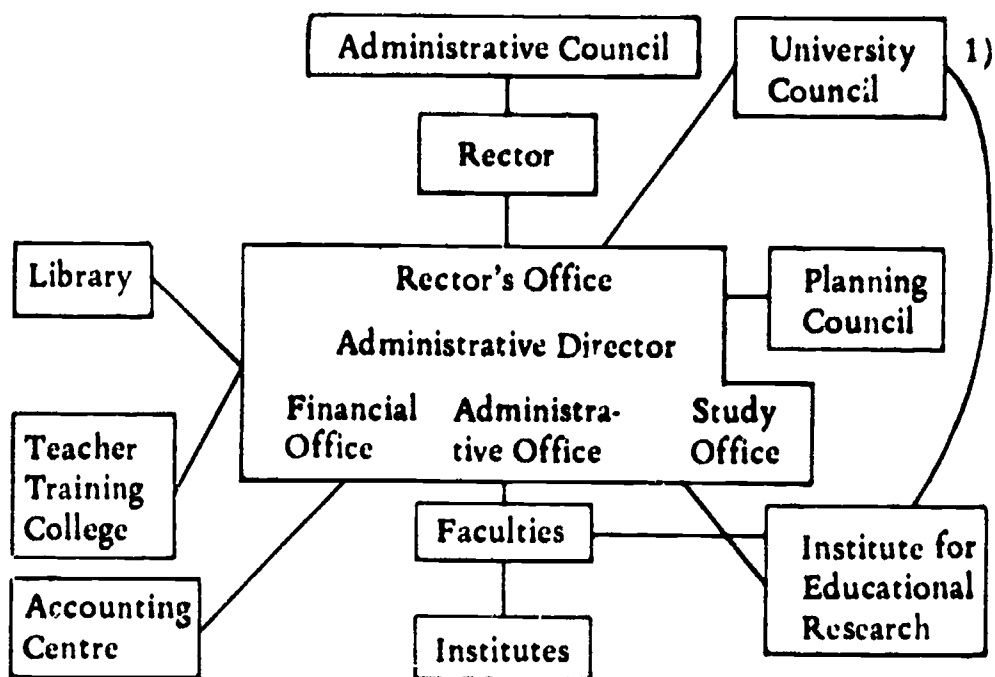 Administrative Council
University
Council
1)
Rector
Library
Rector's Office
Planning
Council
Administrative Director
Financial
Office
Administra-
tive Office
Study
Office
Teacher
Training
College
Faculties
Institute for
Educational
Research
Accounting
Centre
Institutes